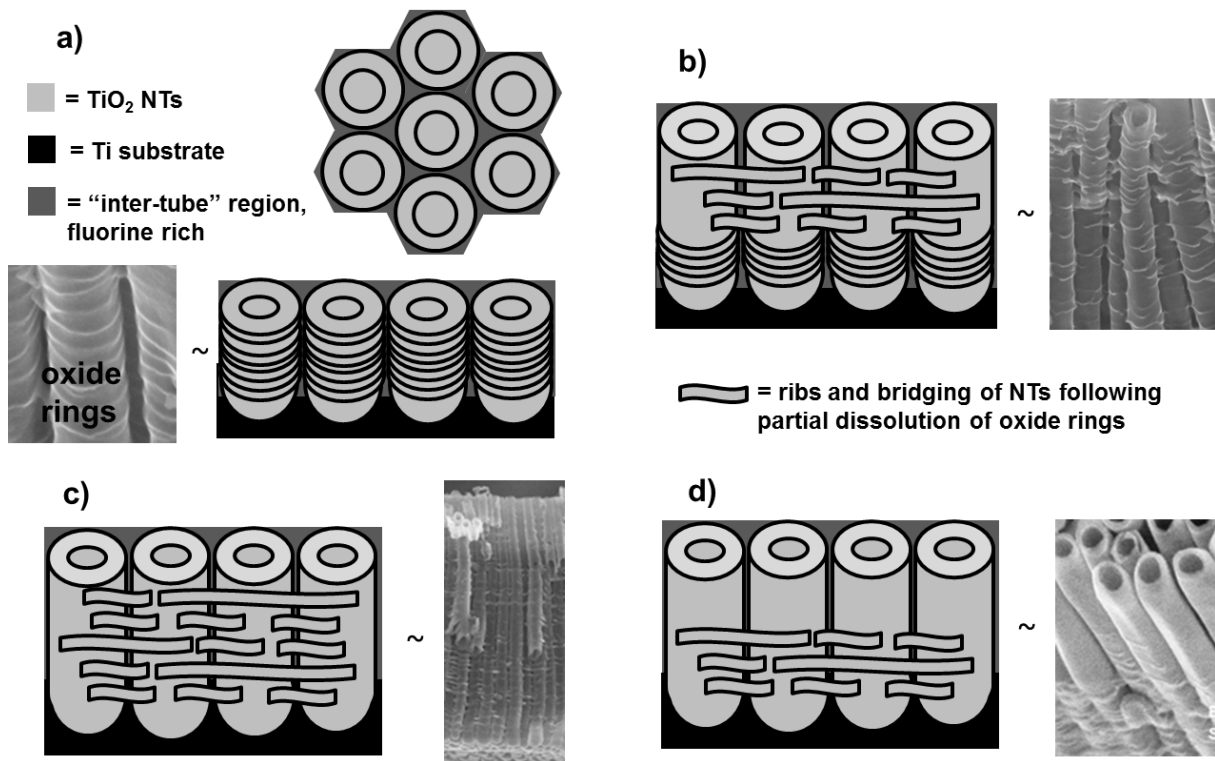 a)
= TiO₂ NTs
= Ti substrate
= “inter-tube” region,
fluorine rich
oxide
rings
~
b)
~
= ribs and bridging of NTs following
partial dissolution of oxide rings
c)
~
d)
~